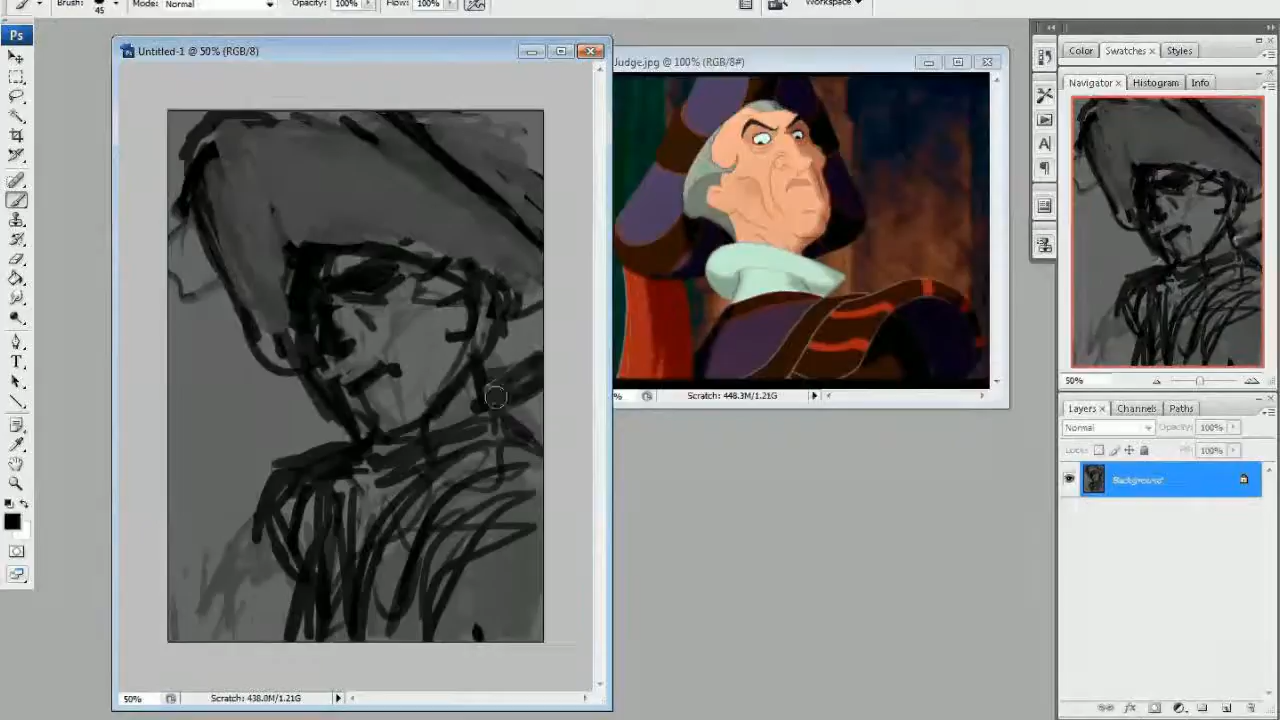 Brush: 45 Mode: Normal Opacity: 100% Flow: 100% Workspace
Ps
Untitled-1 @ 50% (RGB/8)
Judge.jpg @ 100% (RGB/8#)
Color Swatches × Styles
Navigator × Histogram Info
50%
Scratch: 448.3M/1.21G
Layers × Channels Paths
Normal Opacity: 100%
Lock: Fill: 100%
Background
50% Scratch: 438.0M/1.21G